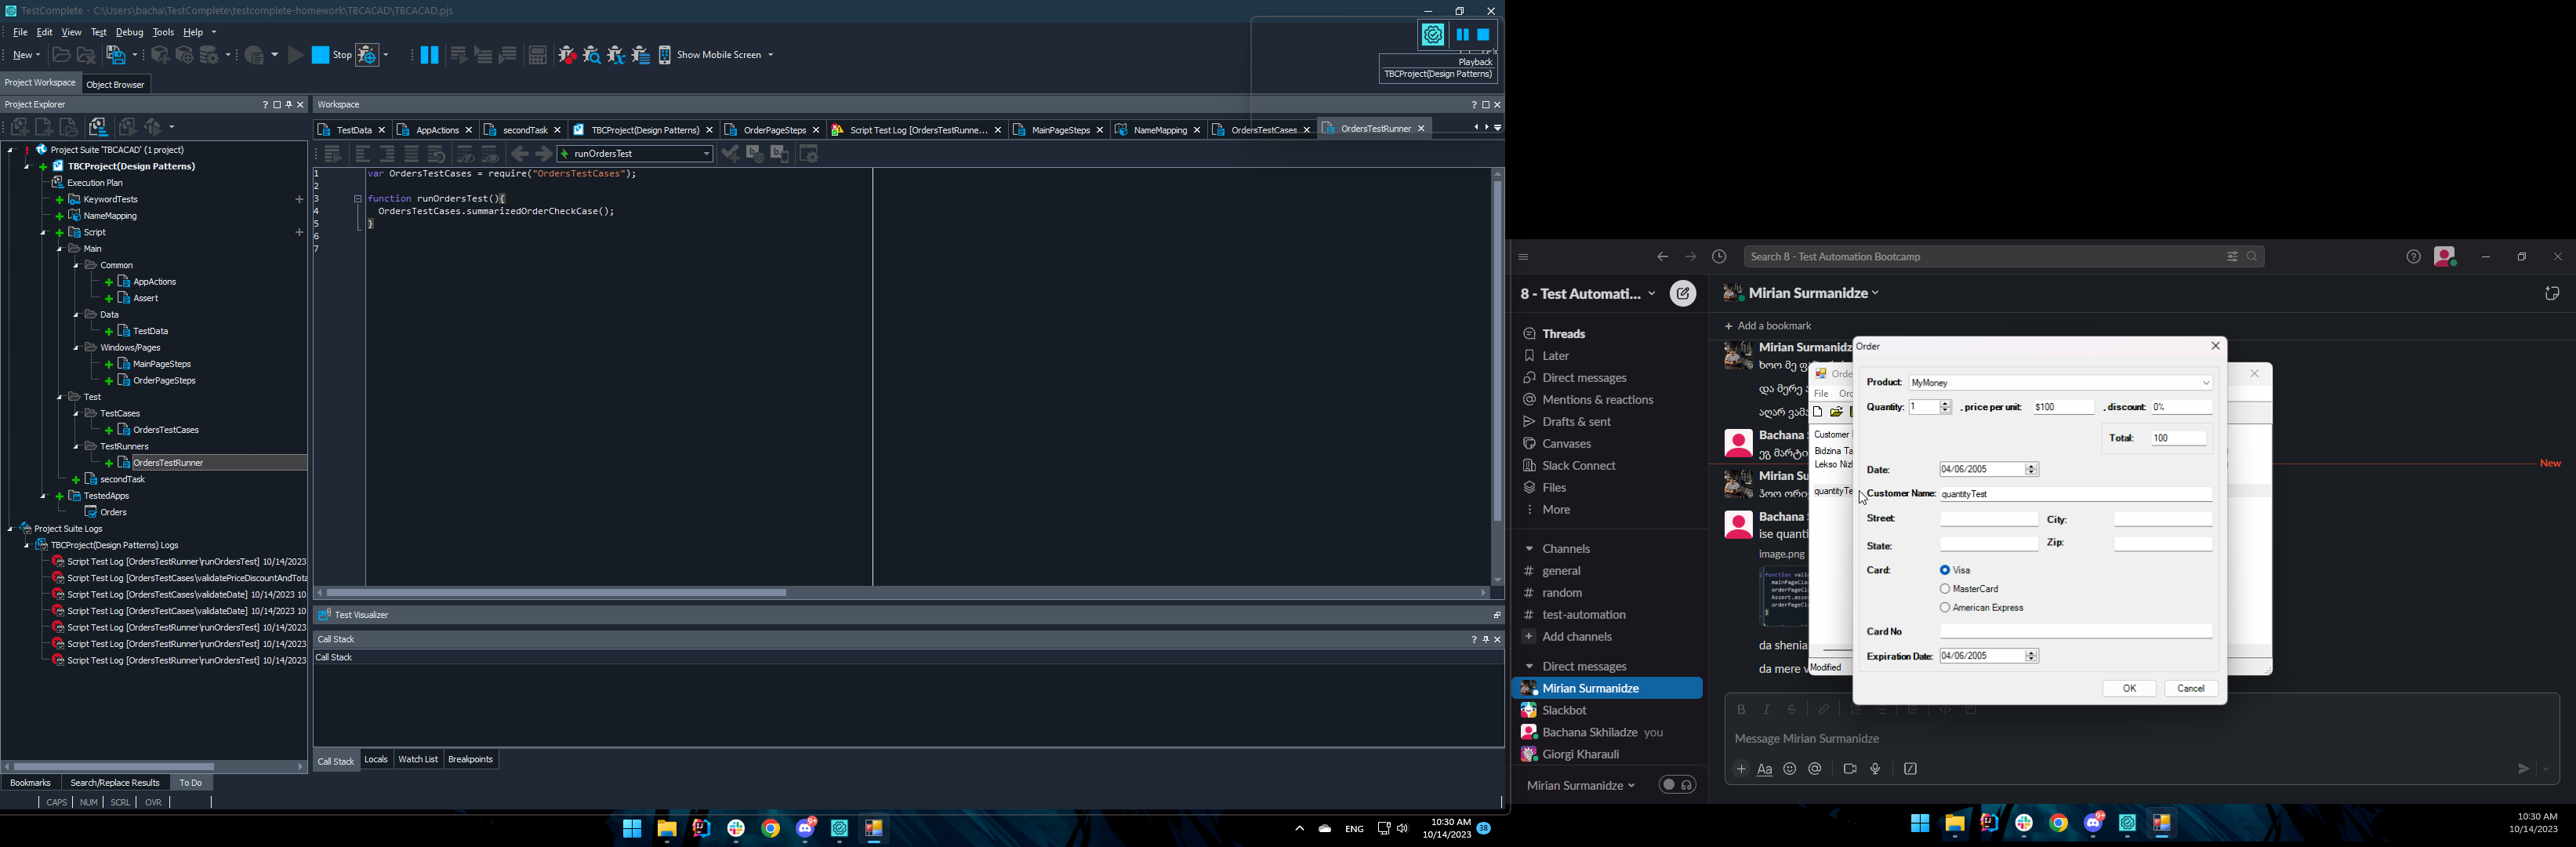 TestComplete - C:\Users\bacha\TestComplete\testcomplete-homework\TBCACAD\TBCACAD.pjs
File Edit View Test Debug Tools Help
New Stop Show Mobile Screen
Playback
TBCProject(Design Patterns)
Project Workspace Object Browser
Project Explorer
Project Suite 'TBCACAD' (1 project)
TBCProject(Design Patterns)
Execution Plan
KeywordTests
NameMapping
Script
Main
Common
AppActions
Assert
Data
TestData
Windows/Pages
MainPageSteps
OrderPageSteps
Test
TestCases
OrdersTestCases
TestRunners
OrdersTestRunner
secondTask
TestedApps
Orders
Project Suite Logs
TBCProject(Design Patterns) Logs
Script Test Log [OrdersTestRunner\runOrdersTest] 10/14/2023
Script Test Log [OrdersTestCases\validatePriceDiscountAndTota
Script Test Log [OrdersTestCases\validateDate] 10/14/2023 10
Script Test Log [OrdersTestCases\validateDate] 10/14/2023 10
Script Test Log [OrdersTestRunner\runOrdersTest] 10/14/2023
Script Test Log [OrdersTestRunner\runOrdersTest] 10/14/2023
Script Test Log [OrdersTestRunner\runOrdersTest] 10/14/2023
Bookmarks Search/Replace Results To Do
CAPS NUM SCRL OVR
Workspace
TestData AppActions secondTask TBCProject(Design Patterns) OrderPageSteps Script Test Log [OrdersTestRunne... MainPageSteps NameMapping OrdersTestCases OrdersTestRunner
runOrdersTest
1 var OrdersTestCases = require("OrdersTestCases");
2
3 function runOrdersTest(){
4 OrdersTestCases.summarizedOrderCheckCase();
5 }
6
7
Test Visualizer
Call Stack
Call Stack
Call Stack Locals Watch List Breakpoints
ENG
10:30 AM
10/14/2023
38
Search 8 - Test Automation Bootcamp
8 - Test Automati...
Threads
Later
Direct messages
Mentions & reactions
Drafts & sent
Canvases
Slack Connect
Files
More
Channels
# general
# random
# test-automation
Add channels
Direct messages
Mirian Surmanidze
Slackbot
Bachana Skhiladze you
Giorgi Kharauli
Mirian Surmanidze
Mirian Surmanidze
Add a bookmark
Mirian Surmanidz
ხოო მე
და მერე
აღარ
Bachana
ეგ
Mirian Su
New
Bachana
ise quanti
image.png
da shenia
da mere v
Message Mirian Surmanidze
Orde
File Ord
Customer
Bidzina Ta
Lekso Niz
quantityTe
Modified
Order
Product: MyMoney
Quantity: 1 , price per unit: $100 , discount: 0%
Total: 100
Date: 04/06/2005
Customer Name: quantityTest
Street: City:
State: Zip:
Card: Visa
MasterCard
American Express
Card No
Expiration Date: 04/06/2005
OK Cancel
10:30 AM
10/14/2023